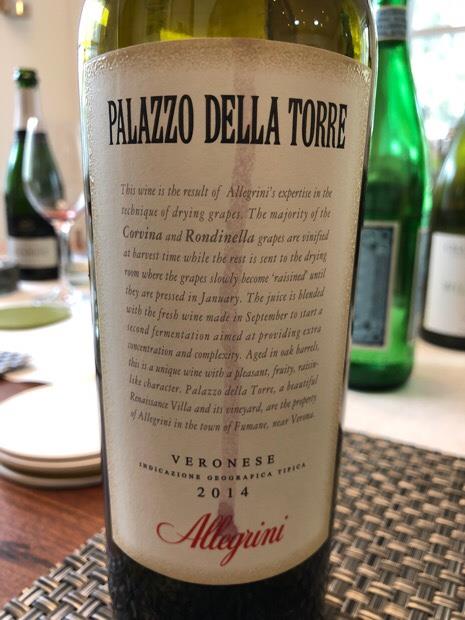 PALAZZO DELLA TORRE
This wine is the result of Allegrini's expertise in the
technique of drying grapes. The majority of the
Corvina and Rondinella grapes are vinified
at harvest time while the rest is sent to the drying
room where the grapes slowly become 'raisined' until
they are pressed in January. The juice is blended
with the fresh wine made in September to start a
second fermentation aimed at providing extra
concentration and complexity. Aged in oak barrels,
this is a unique wine with a pleasant, fruity, raisin-
like character. Palazzo della Torre, a beautiful
Renaissance Villa and its vineyard, are the property
of Allegrini in the town of Fumane, near Verona.
VERONESE
INDICAZIONE GEOGRAFICA TIPICA
2014
Allegrini